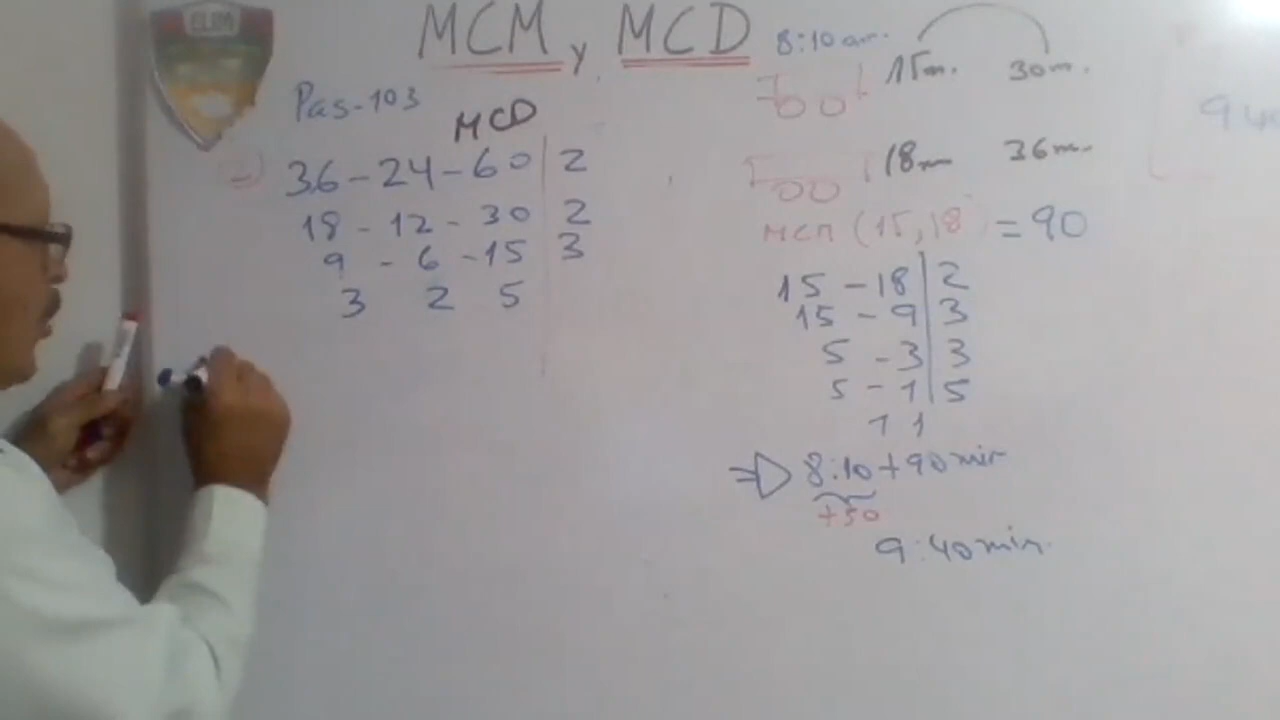 ELIM
MCM y MCD
Pas-103
MCD
36 - 24 - 60 | 2
18 - 12 - 30 | 2
9 - 6 - 15 | 3
3 2 5
8:10am.
15m. 30m.
18m 36m.
MCM (15,18) = 90
15 - 18 | 2
15 - 9 | 3
5 - 3 | 3
5 - 1 | 5
1 1
8:10 + 90 min
+50
9:40 min.